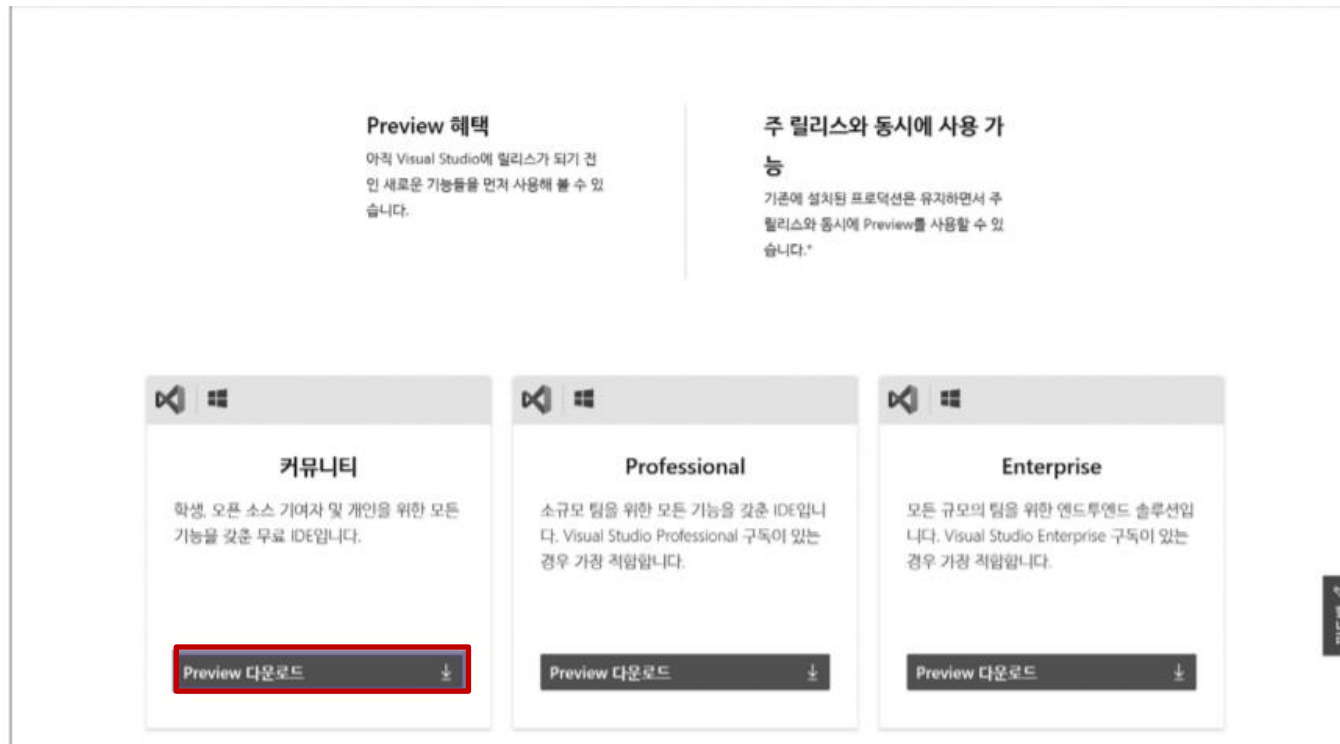 Preview 혜택
아직 Visual Studio에 릴리스가 되기 전
인 새로운 기능들을 먼저 사용해 볼 수 있
습니다.
주 릴리스와 동시에 사용 가
능
기존에 설치된 프로덕션은 유지하면서 주
릴리스와 동시에 Preview를 사용할 수 있
습니다.*
커뮤니티
학생, 오픈 소스 기여자 및 개인을 위한 모든
기능을 갖춘 무료 IDE입니다.
Preview 다운로드
Professional
소규모 팀을 위한 모든 기능을 갖춘 IDE입니
다. Visual Studio Professional 구독이 있는
경우 가장 적합합니다.
Preview 다운로드
Enterprise
모든 규모의 팀을 위한 엔드투엔드 솔루션입
니다. Visual Studio Enterprise 구독이 있는
경우 가장 적합합니다.
Preview 다운로드